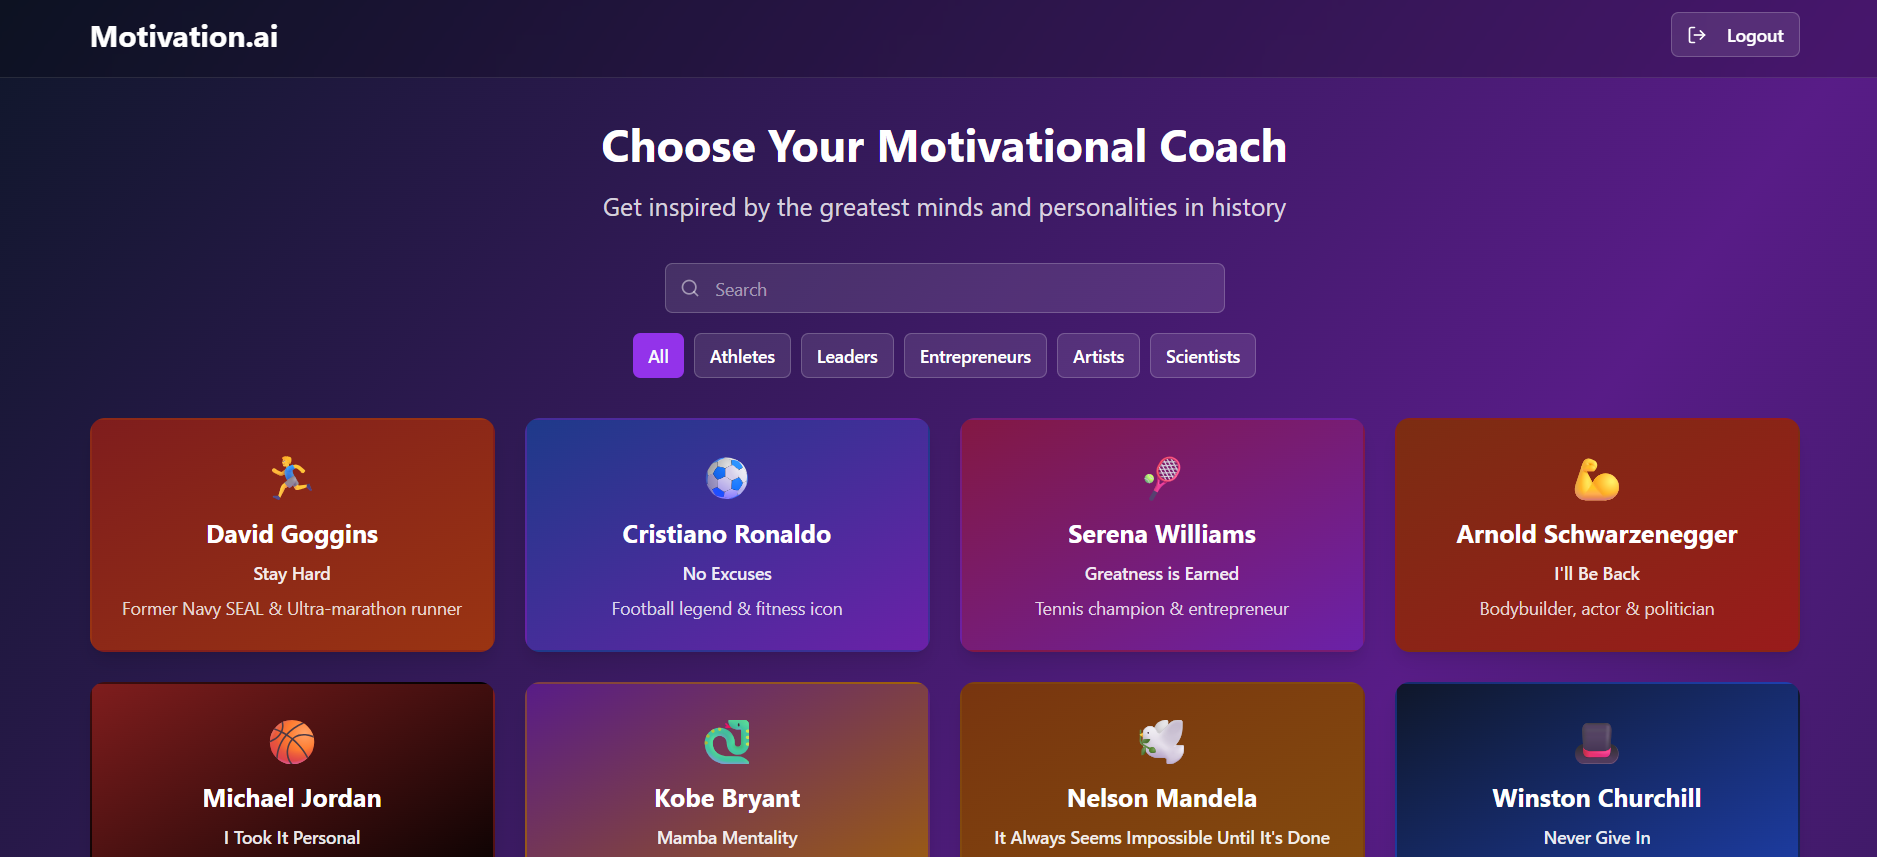 Motivation.ai
Logout
Choose Your Motivational Coach
Get inspired by the greatest minds and personalities in history
Search
All
Athletes
Leaders
Entrepreneurs
Artists
Scientists
David Goggins
Stay Hard
Former Navy SEAL & Ultra-marathon runner
Cristiano Ronaldo
No Excuses
Football legend & fitness icon
Serena Williams
Greatness is Earned
Tennis champion & entrepreneur
Arnold Schwarzenegger
I'll Be Back
Bodybuilder, actor & politician
Michael Jordan
I Took It Personal
Kobe Bryant
Mamba Mentality
Nelson Mandela
It Always Seems Impossible Until It's Done
Winston Churchill
Never Give In